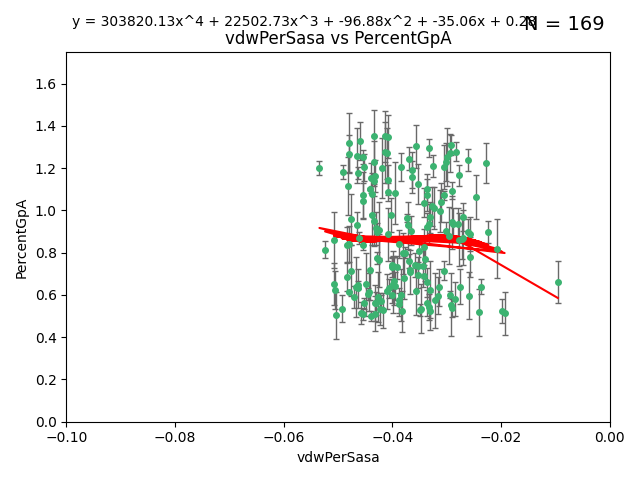 y = 303820.13x^4 + 22502.73x^3 + -96.88x^2 + -35.06x + 0.28
N = 169
vdwPerSasa vs PercentGpA
PercentGpA
1.6
1.4
1.2
1.0
0.8
0.6
0.4
0.2
0.0
−0.10 −0.08 −0.06 −0.04 −0.02 0.00
vdwPerSasa